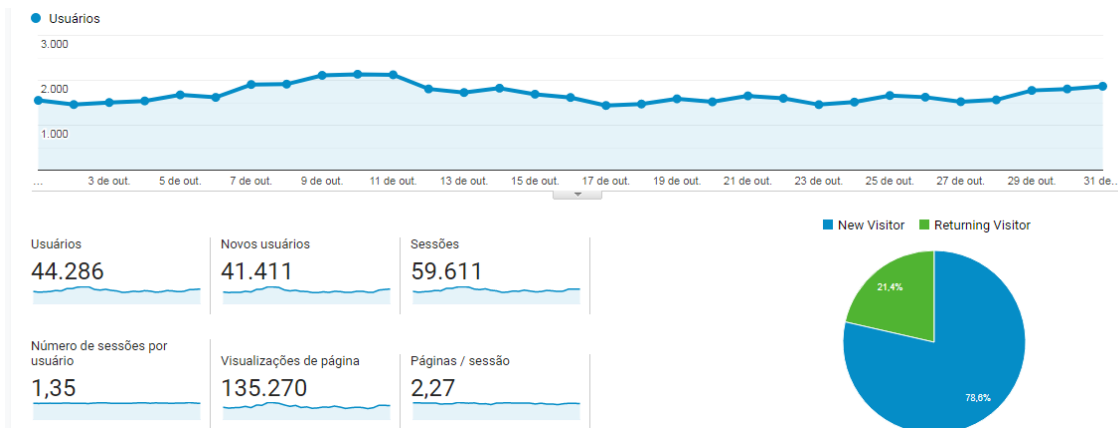 Usuários
3.000
2.000
1.000
...
3 de out.
5 de out.
7 de out.
9 de out.
11 de out.
13 de out.
15 de out.
17 de out.
19 de out.
21 de out.
23 de out.
25 de out.
27 de out.
29 de out.
31 de...
Usuários
44.286
Novos usuários
41.411
Sessões
59.611
Número de sessões por
usuário
1,35
Visualizações de página
135.270
Páginas / sessão
2,27
New Visitor
Returning Visitor
21,4%
78,6%